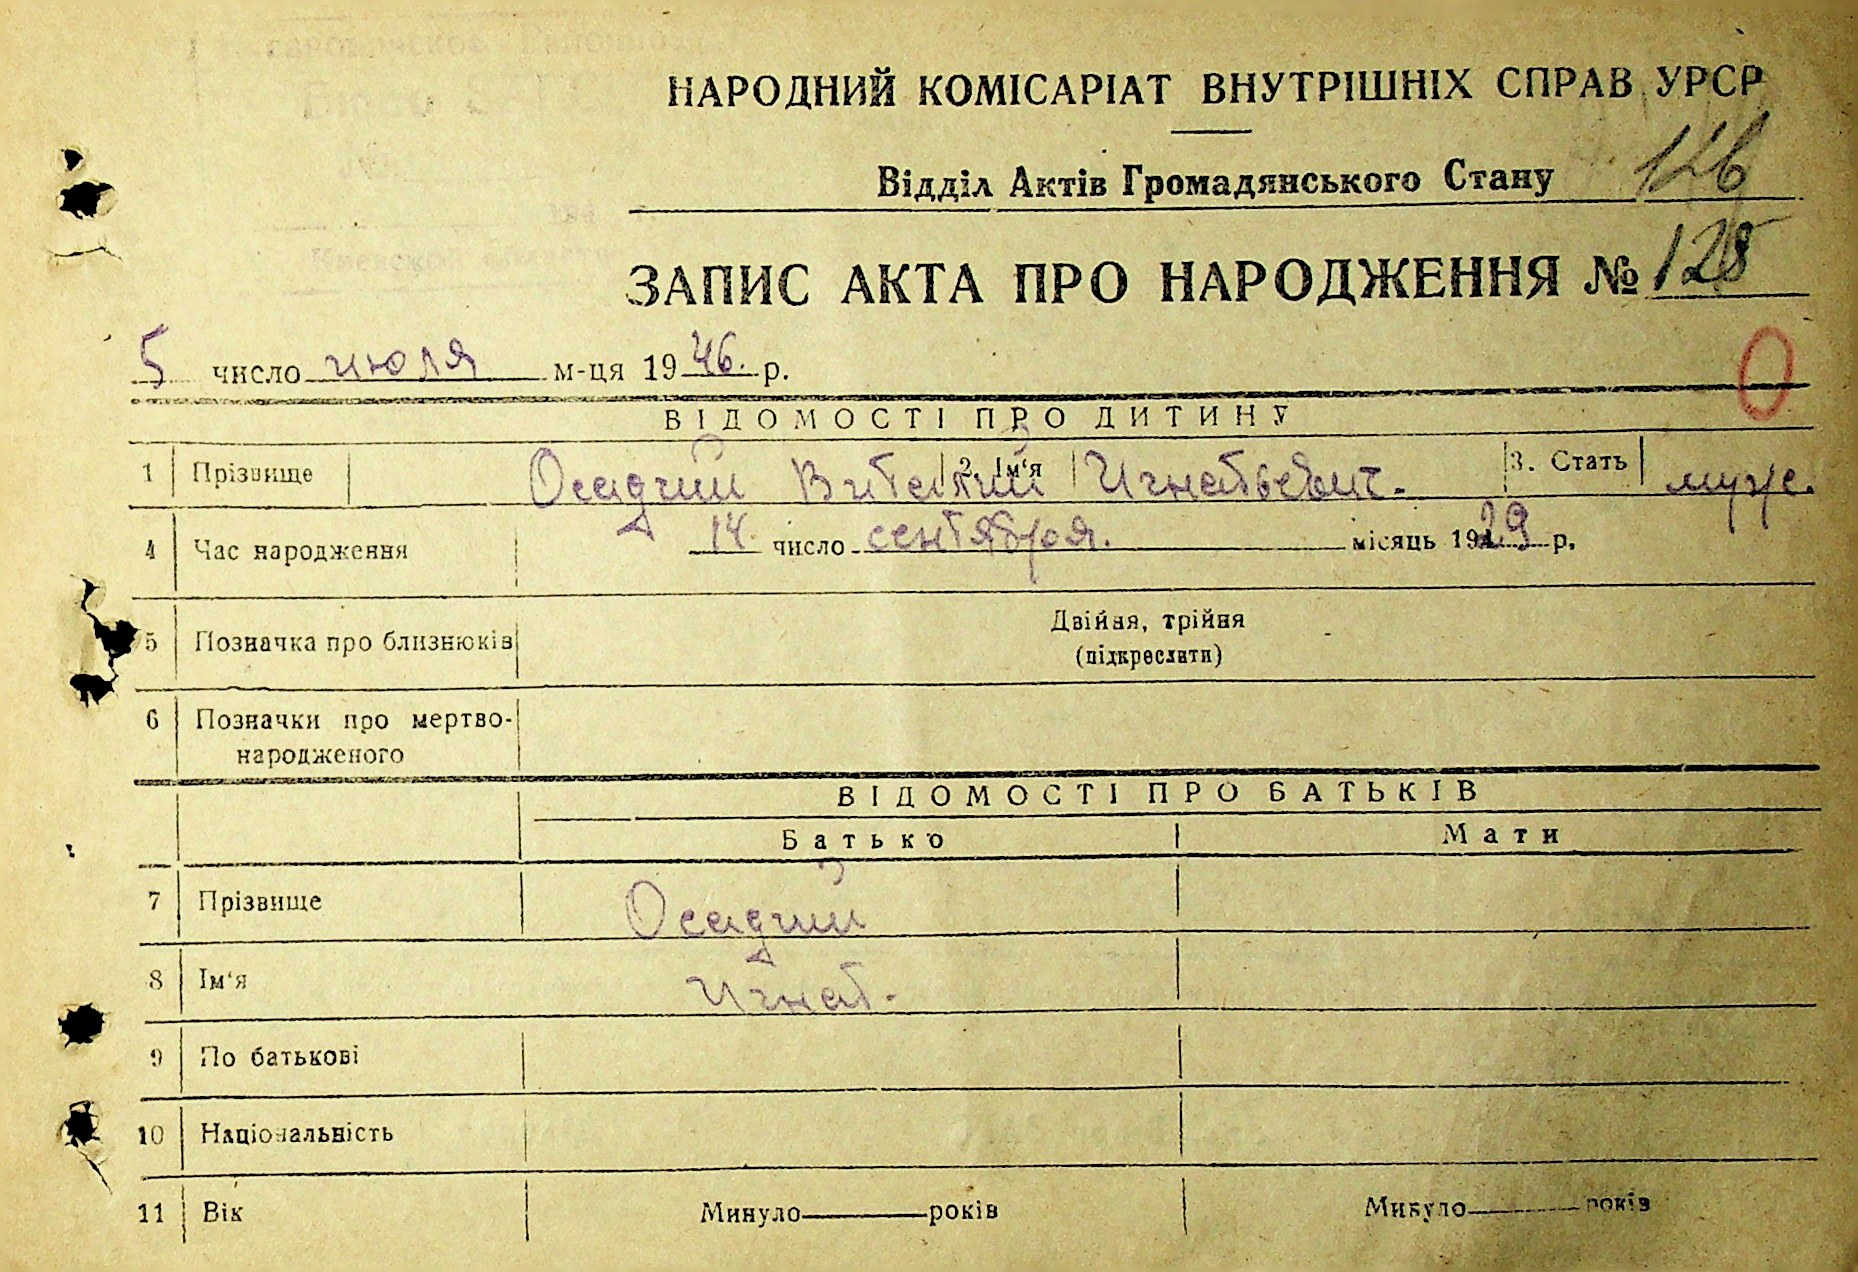 НАРОДНИЙ КОМІСАРІАТ ВНУТРІШНІХ СПРАВ УРСР
126
Відділ Актів Громадянського Стану
ЗАПИС АКТА ПРО НАРОДЖЕННЯ № 128
5 число июля м-ця 1946. р.
ВІДОМОСТІ ПРО ДИТИНУ
1 Прізвище Осадчий Виталий 2. Ім'я Игнатьевич. 3. Стать муж.
4 Час народження 14 число сентября. місяць 1929 р.
5 Позначка про близнюків Двійня, трійня
(підкреслити)
6 Позначки про мертво-
народженого
ВІДОМОСТІ ПРО БАТЬКІВ
Батько Мати
7 Прізвище Осадчий
8 Ім'я Игнат.
9 По батькові
10 Національність
11 Вік Минуло років Минуло років